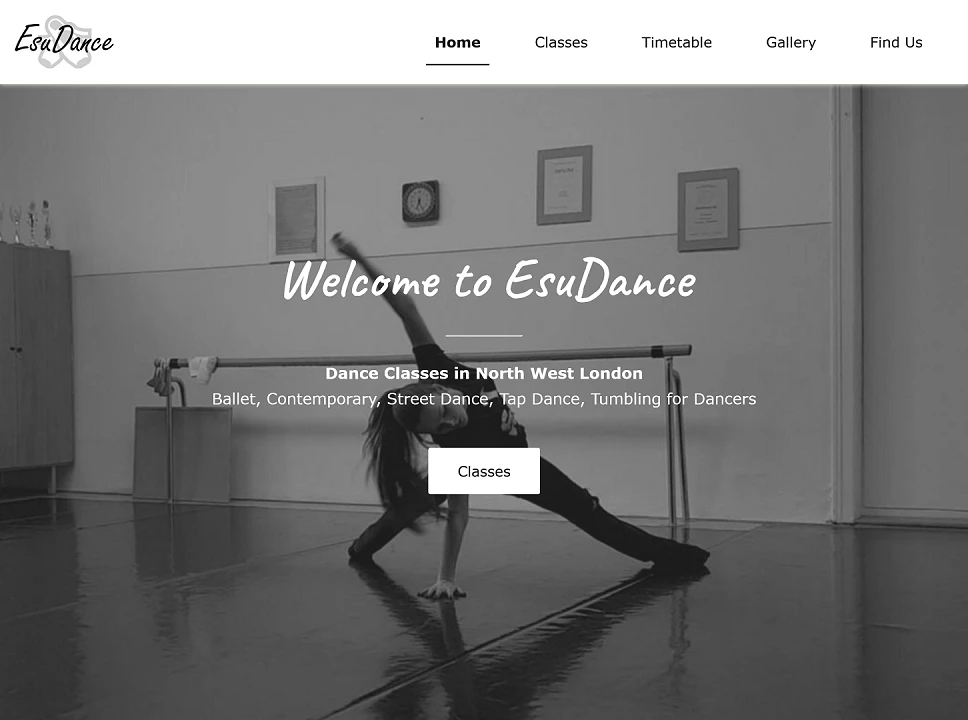 EsuDance
Home Classes Timetable Gallery Find Us
Welcome to EsuDance
Dance Classes in North West London
Ballet, Contemporary, Street Dance, Tap Dance, Tumbling for Dancers
Classes